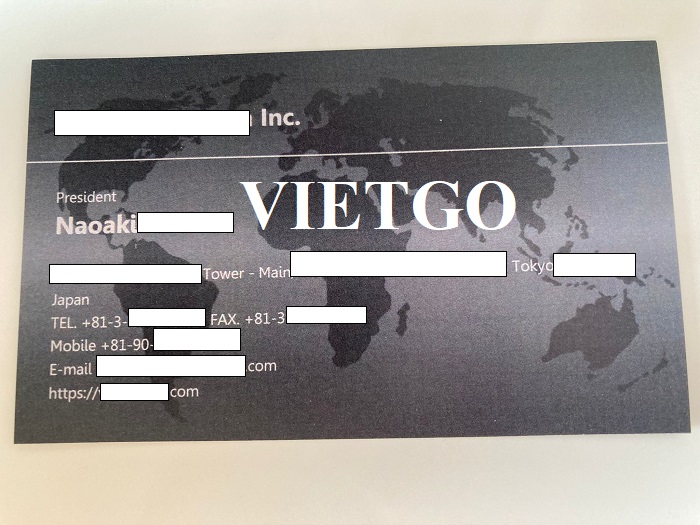 Inc.
President
Naoaki
VIETGO
Tower - Main Tokyo
Japan
TEL. +81-3- FAX. +81-3
Mobile +81-90-
E-mail .com
https:// .com